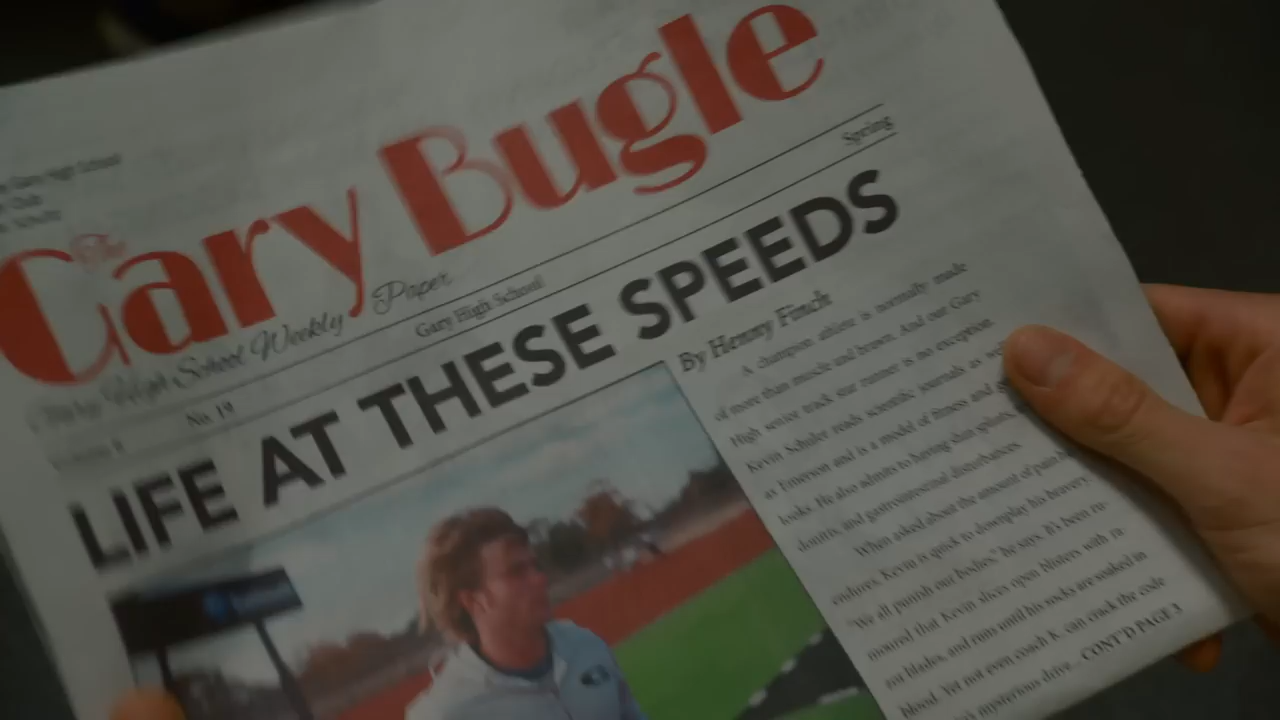 High School
The
Gary Bugle
High School Weekly Paper
No 19
Gary High School
Spring
LIFE AT THESE SPEEDS
By Henny Finch
A champion athlete is normally made
of more than muscle and brawn. And our Gary
High senior track star runner is no exception.
Kevin Schuler reads scientific journals as well
as Emerson and is a model of fitness and
looks. He also admits to having shin splints,
donitis, and gastrointestinal disturbances
When asked about the amount of pain he
endures, Kevin is quick to downplay his bravery.
"We all punish our bodies," he says. It's been ru-
moured that Kevin slices open blisters with ra-
zor blades, and runs until his socks are soaked in
blood. Yet not even coach K. can crack the code
mysterious drive... CONT'D PAGE 3